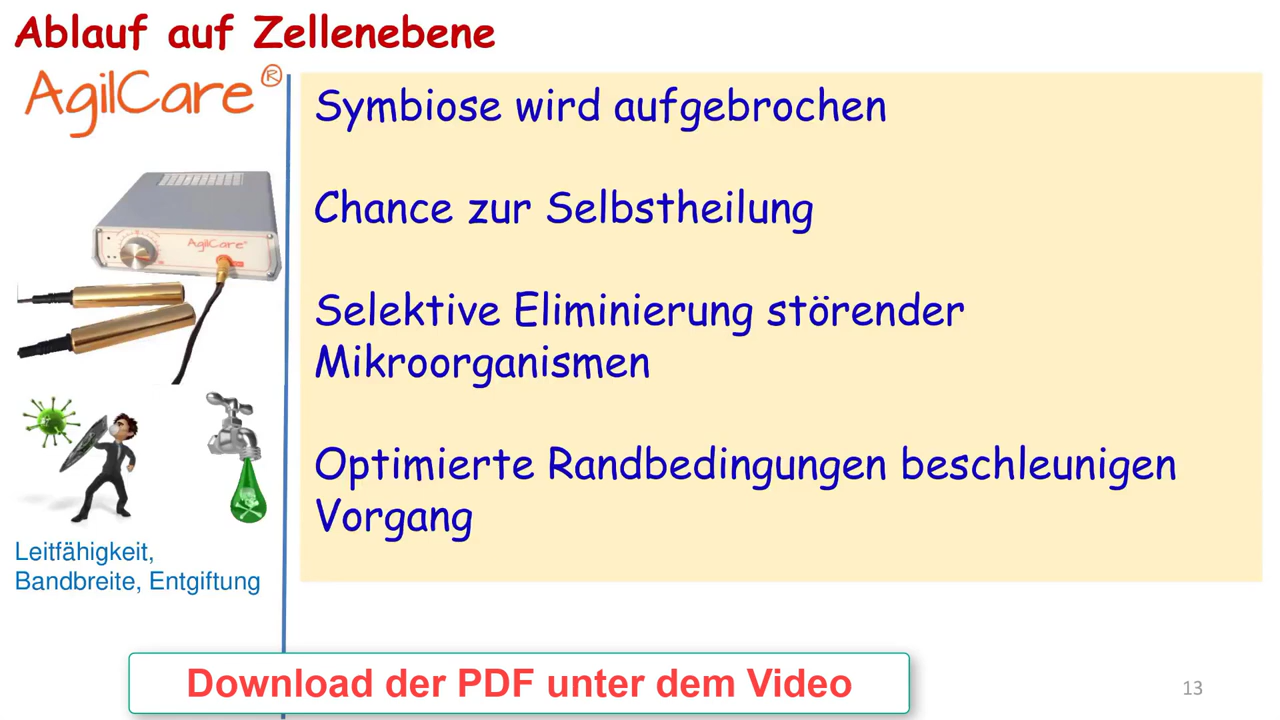 Ablauf auf Zellenebene
AgilCare®
AgilCare®
Symbiose wird aufgebrochen
Chance zur Selbstheilung
Selektive Eliminierung störender
Mikroorganismen
Optimierte Randbedingungen beschleunigen
Vorgang
Leitfähigkeit,
Bandbreite, Entgiftung
Download der PDF unter dem Video
13